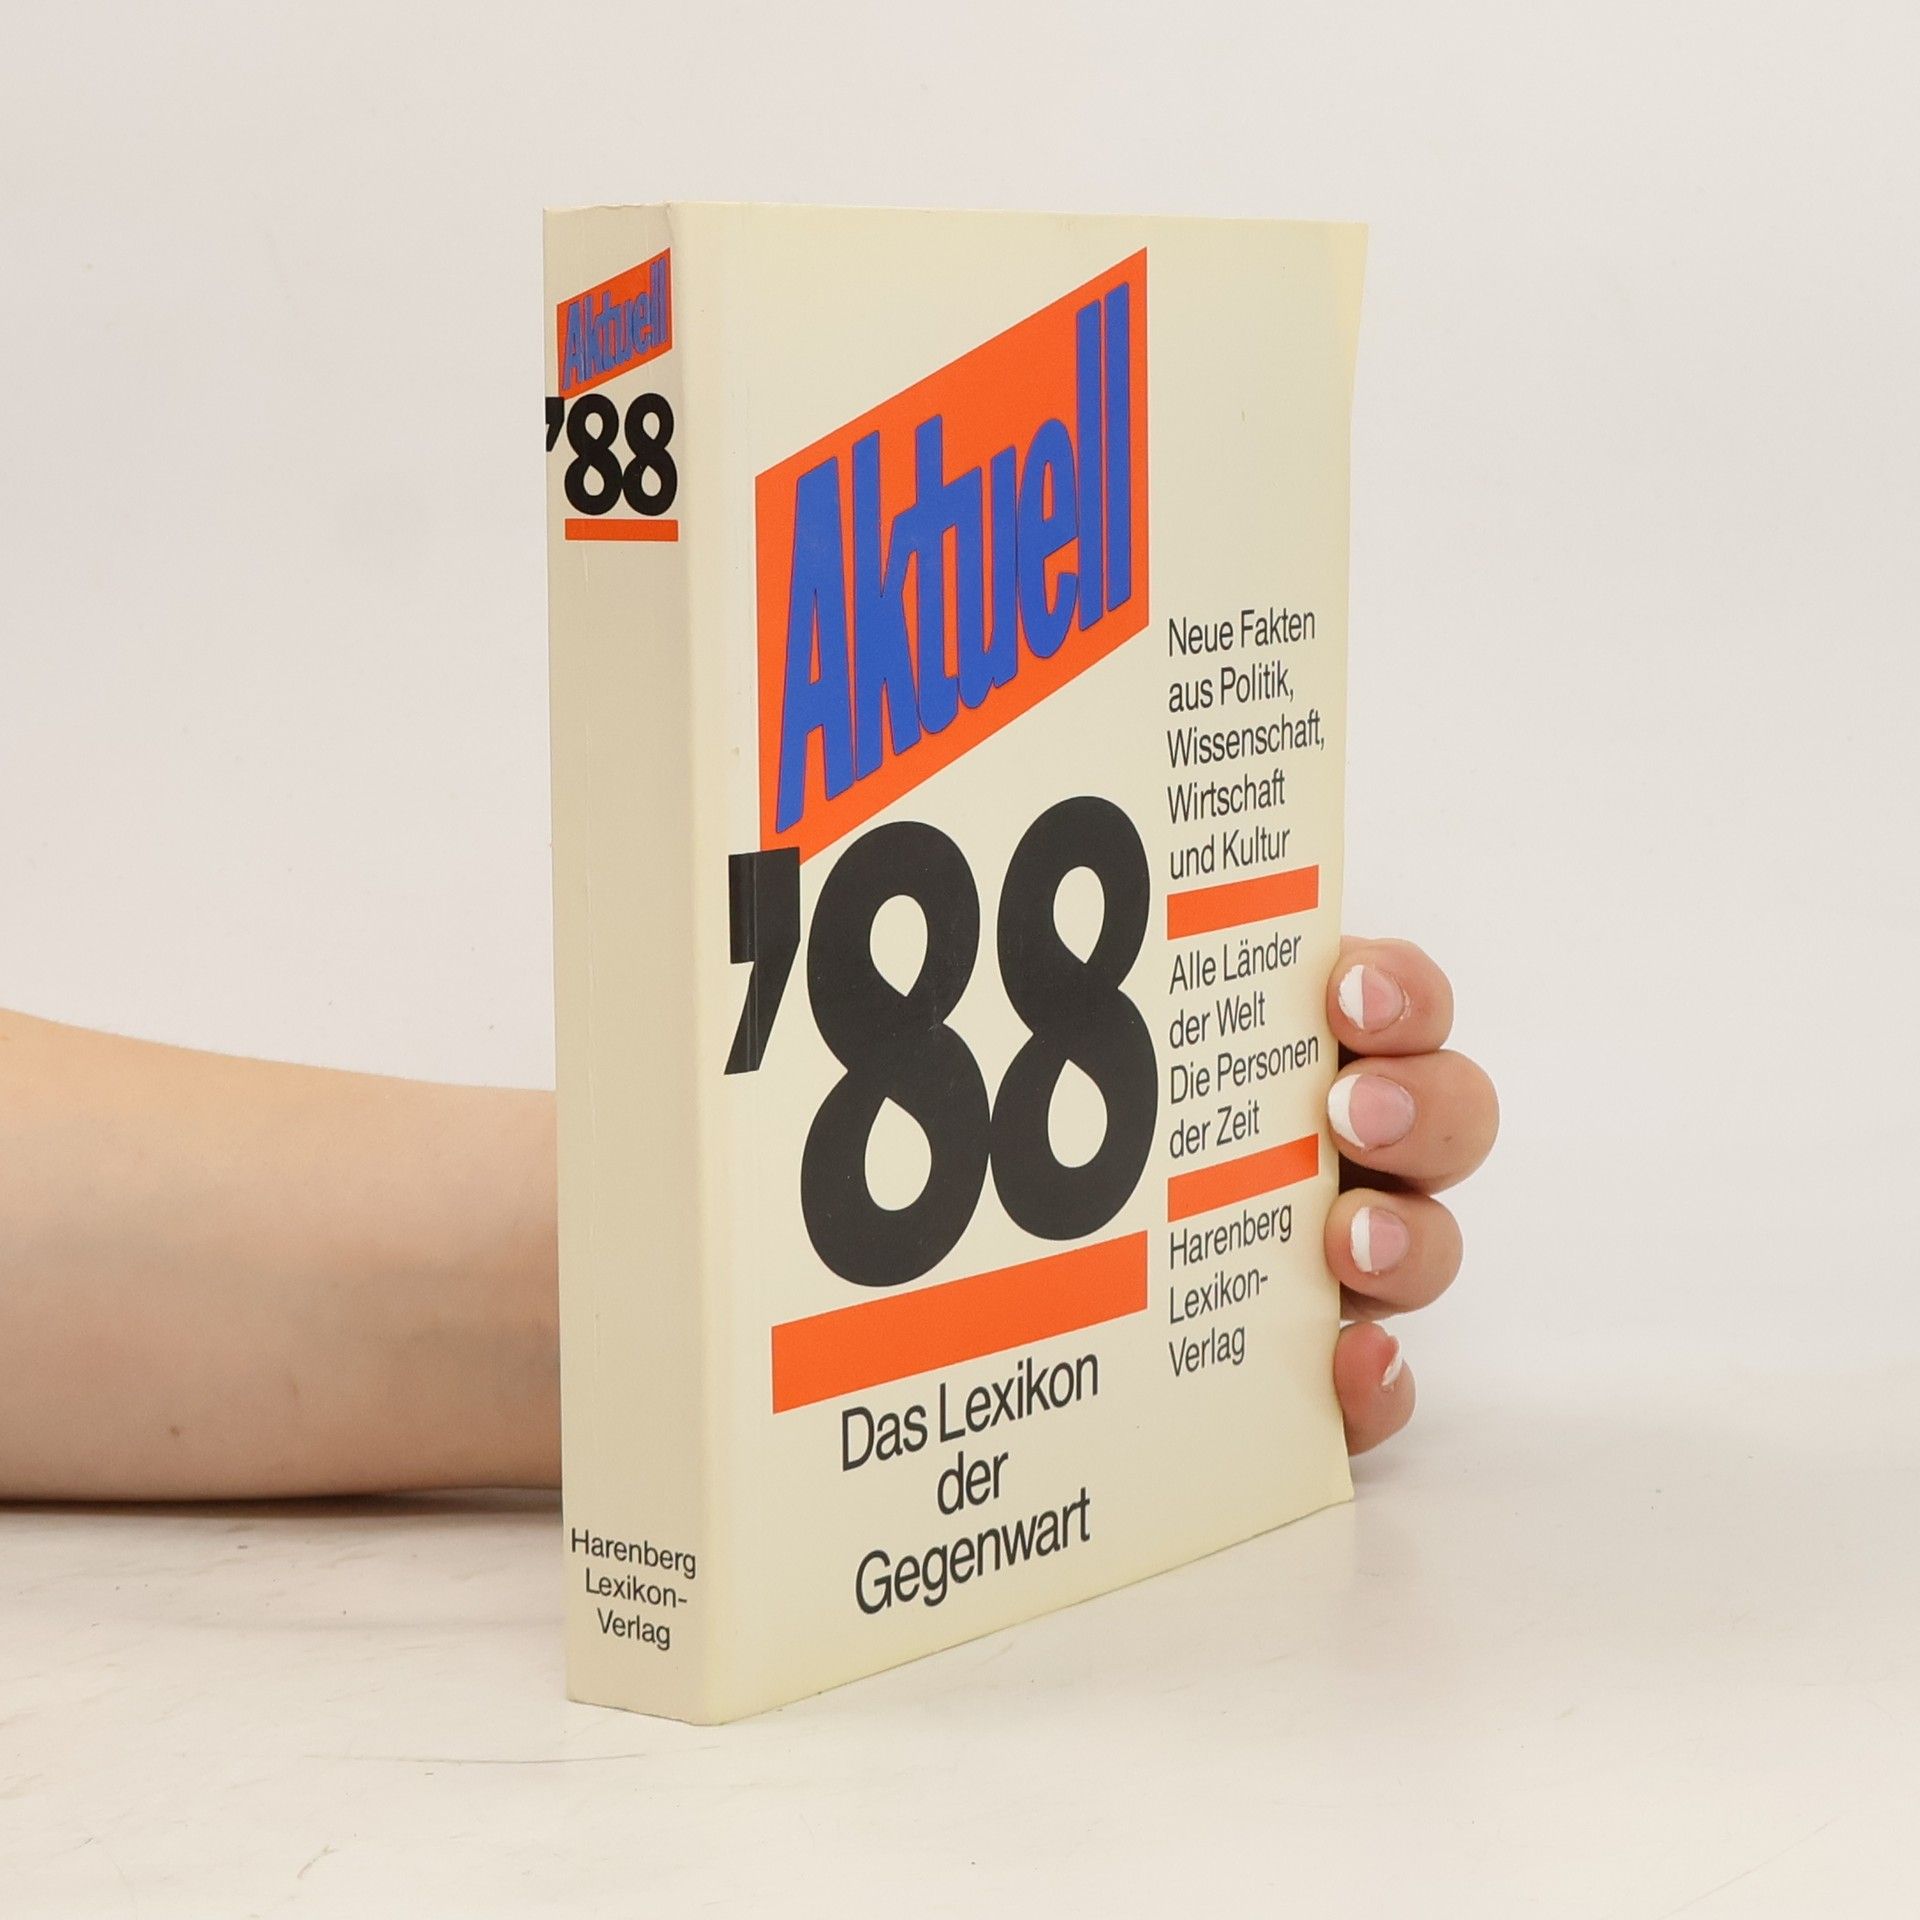 Aktuell
'88
Harenberg
Lexikon-
Verlag
Aktuell
'88
Das Lexikon
der
Gegenwart
Neue Fakten
aus Politik,
Wissenschaft,
Wirtschaft
und Kultur
Alle Länder
der Welt
Die Personen
der Zeit
Harenberg
Lexikon-
Verlag